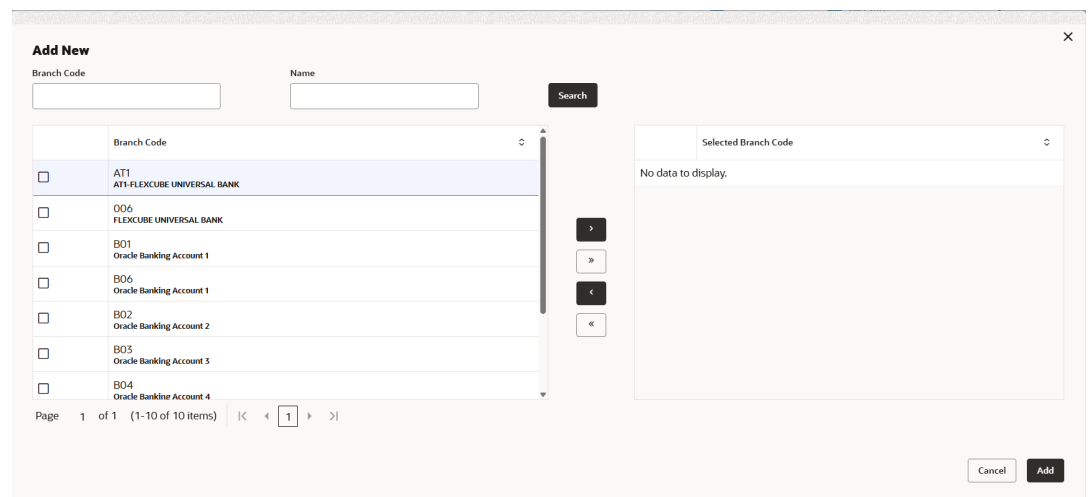 Add New
Branch Code
Name
Search
Branch Code
Selected Branch Code
No data to display.
AT1
AT1-FLEXCUBE UNIVERSAL BANK
006
FLEXCUBE UNIVERSAL BANK
B01
Oracle Banking Account 1
B06
Oracle Banking Account 1
B02
Oracle Banking Account 2
B03
Oracle Banking Account 3
B04
Oracle Banking Account 4
Page 1 of 1 (1-10 of 10 items) 1
Cancel Add